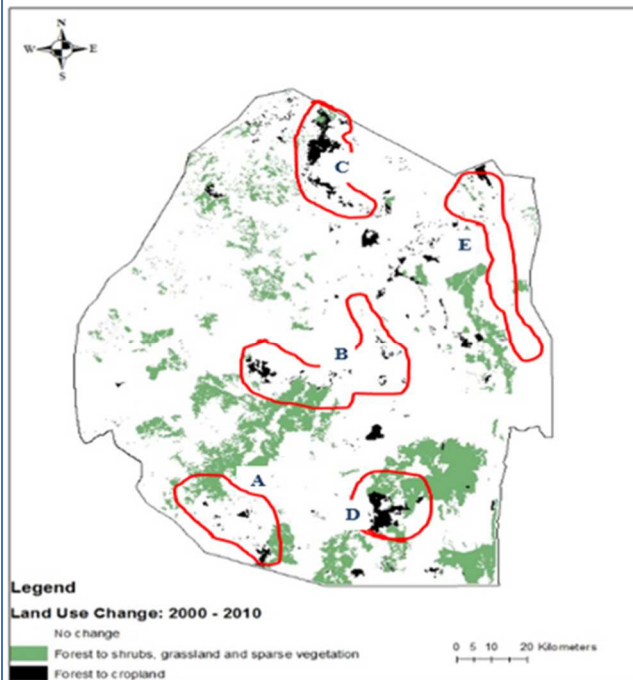 N
W E
S
C
E
B
A
D
Legend
Land Use Change: 2000 - 2010
No change
Forest to shrubs, grassland and sparse vegetation
Forest to cropland
0 5 10 20 Kilometers